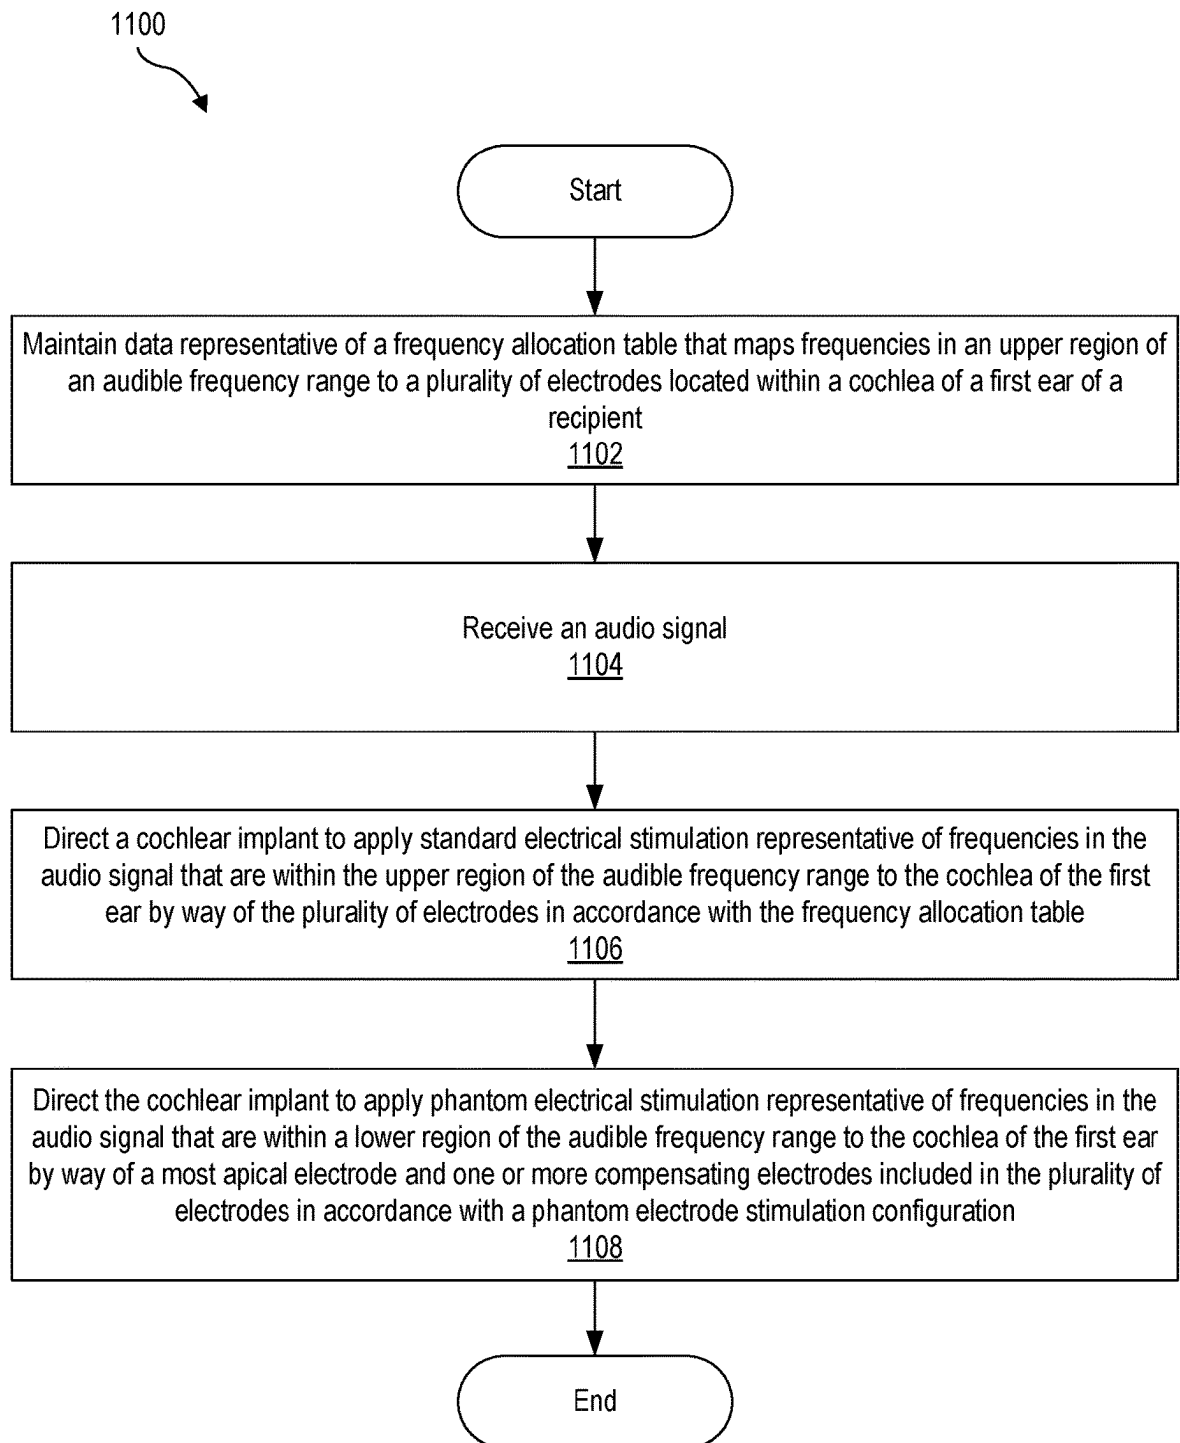 1100
Start
Maintain data representative of a frequency allocation table that maps frequencies in an upper region of
an audible frequency range to a plurality of electrodes located within a cochlea of a first ear of a
recipient
1102
Receive an audio signal
1104
Direct a cochlear implant to apply standard electrical stimulation representative of frequencies in the
audio signal that are within the upper region of the audible frequency range to the cochlea of the first
ear by way of the plurality of electrodes in accordance with the frequency allocation table
1106
Direct the cochlear implant to apply phantom electrical stimulation representative of frequencies in the
audio signal that are within a lower region of the audible frequency range to the cochlea of the first ear
by way of a most apical electrode and one or more compensating electrodes included in the plurality of
electrodes in accordance with a phantom electrode stimulation configuration
1108
End